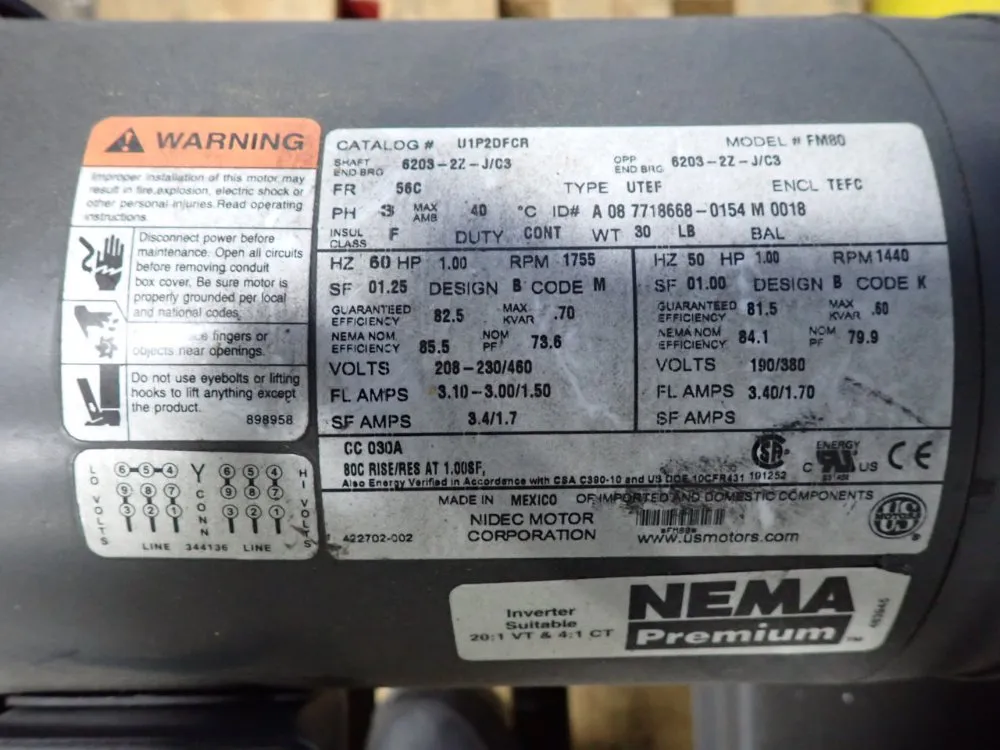 WARNING
Improper installation of this motor may
result in fire, explosion, electric shock or
other personal injuries. Read operating
instructions.
Disconnect power before
maintenance. Open all circuits
before removing conduit
box cover. Be sure motor is
properly grounded per local
and national codes.
fingers or
objects near openings.
Do not use eyebolts or lifting
hooks to lift anything except
the product.
898958
CATALOG # U1P2DFCR MODEL # FM80
SHAFT END BRG 6203-2Z-J/C3 OPP END BRG 6203-2Z-J/C3
FR 56C TYPE UTEF ENCL TEFC
PH 3 MAX AMB 40 °C ID# A 08 7718668-0154 M 0018
INSUL CLASS F DUTY CONT WT 30 LB BAL
HZ 60 HP 1.00 RPM 1755
SF 01.25 DESIGN B CODE M
GUARANTEED EFFICIENCY 82.5 MAX KVAR .70
NEMA NOM EFFICIENCY 85.5 NOM PF 73.6
VOLTS 208-230/460
FL AMPS 3.10-3.00/1.50
SF AMPS 3.4/1.7
HZ 50 HP 1.00 RPM 1440
SF 01.00 DESIGN B CODE K
GUARANTEED EFFICIENCY 81.5 MAX KVAR .60
NEMA NOM EFFICIENCY 84.1 NOM PF 79.9
VOLTS 190/380
FL AMPS 3.40/1.70
SF AMPS
CC 030A
80C RISE/RES AT 1.00SF,
Also Energy Verified in Accordance with CSA C390-10 and US DOE 10CFR431 191252
ENERGY
C UL US CE
MADE IN MEXICO OF IMPORTED AND DOMESTIC COMPONENTS
NIDEC MOTOR
CORPORATION
*FM80*
www.usmotors.com
422702-002
US MOTORS
LO VOLTS
6-5-4 Y 6 5 4
9 8 7 CONN 9 8 7
3 2 1 3 2 1
HI VOLTS
LINE 344136 LINE
Inverter
Suitable
20:1 VT & 4:1 CT
NEMA
Premium
TM